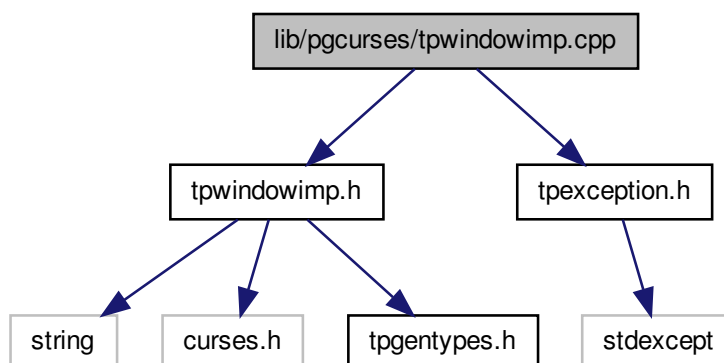 lib/pgcurses/tpwindowimp.cpp
tpwindowimp.h
tpexception.h
string
curses.h
tpgentypes.h
stdexcept